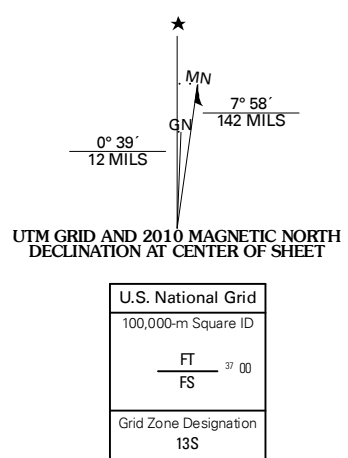 ★
MN
7° 58´
142 MILS
GN
0° 39´
12 MILS
UTM GRID AND 2010 MAGNETIC NORTH
DECLINATION AT CENTER OF SHEET
U.S. National Grid
100,000-m Square ID
FT
37 00
FS
Grid Zone Designation
13S